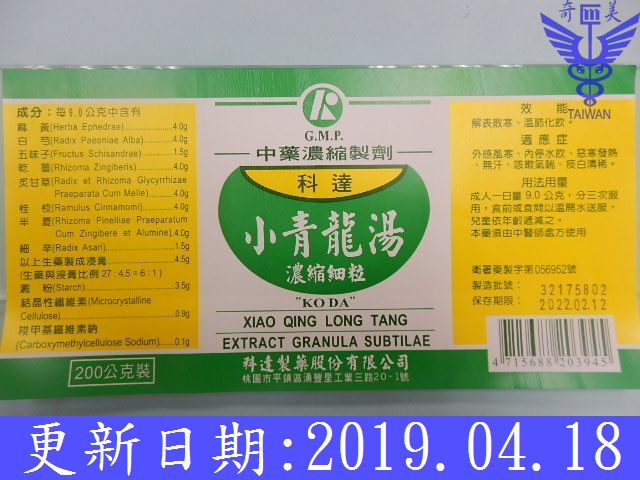 奇美
TAIWAN
成分：每9.0公克中含有
麻　黃(Herba Ephedrae)......4.0g
白　芍(Radix Paeoniae Alba)......4.0g
五味子(Fructus Schisandrae)......1.5g
乾　薑(Rhizoma Zingiberis)......4.0g
炙甘草(Radix et Rhizoma Glycyrrhizae
Praeparata Cum Melle)......4.0g
桂　枝(Ramulus Cinnamomi)......4.0g
半　夏(Rhizoma Pinelliae Praeparatum
Cum Zingibere et Alumine).4.0g
細　辛(Radix Asari)......1.5g
以上生藥製成浸膏......4.5g
(生藥與浸膏比例 27：4.5＝6：1)
澱　粉(Starch)......3.5g
結晶性纖維素(Microcrystalline
Cellulose)......0.9g
羧甲基纖維素鈉
(Carboxymethylcellulose Sodium)......0.1g
200公克裝
G.M.P.
中藥濃縮製劑
科達
小青龍湯
濃縮細粒
"KO DA"
XIAO QING LONG TANG
EXTRACT GRANULA SUBTILAE
科達製藥股份有限公司
桃園市平鎮區湧豐里工業三路20-1號
效　能
解表散寒、溫肺化飲。
適應症
外感風寒、內停水飲、惡寒發熱
、無汗、咳嗽氣喘、痰白清稀。
用法用量
成人一日量 9.0 公克，分三次服
用，食前或食間以溫開水送服，
兒童依年齡遞減之。
本藥須由中醫師處方使用
衛署藥製字第056952號
製造批號： 32175802
保存期限： 2022.02.12
4 715688 203945
更新日期:2019.04.18